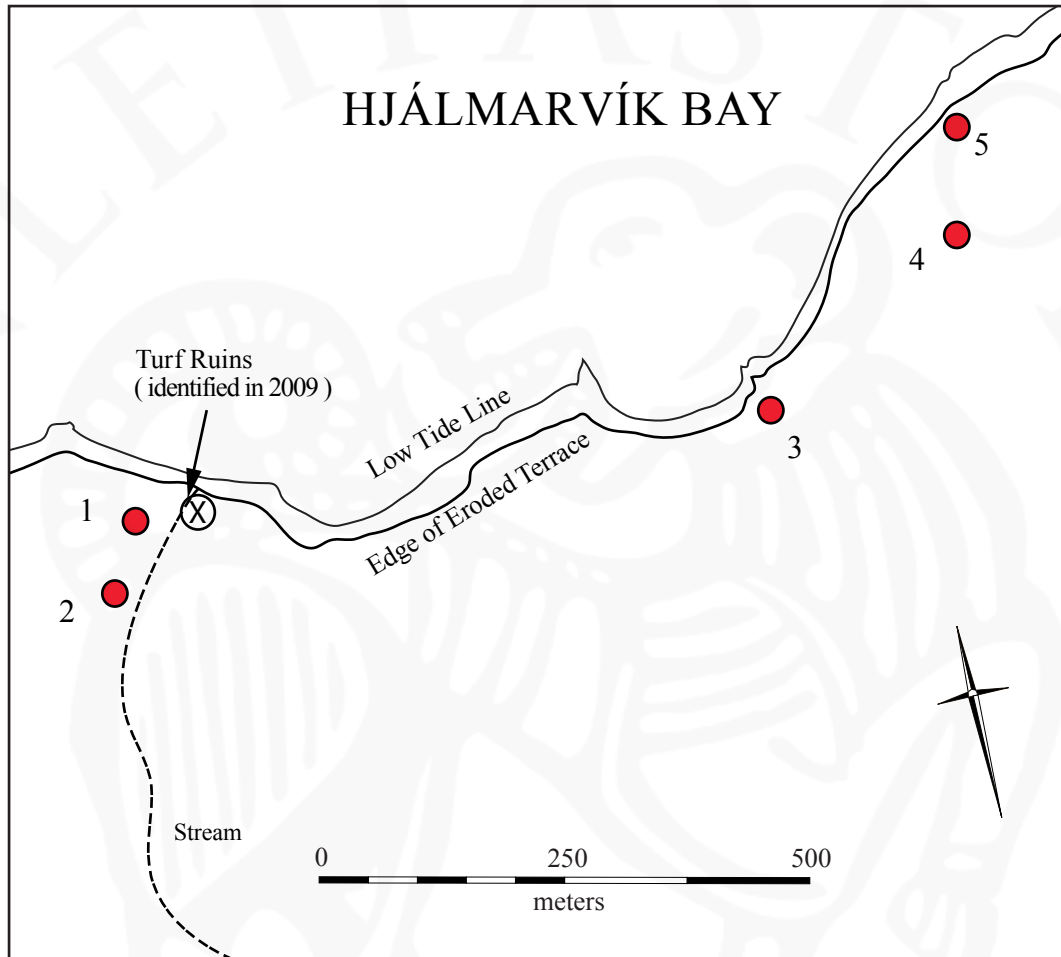 HJÁLMARVÍK BAY
5
4
Turf Ruins
( identified in 2009 )
Low Tide Line
Edge of Eroded Terrace
3
1
X
2
Stream
0 250 500
meters